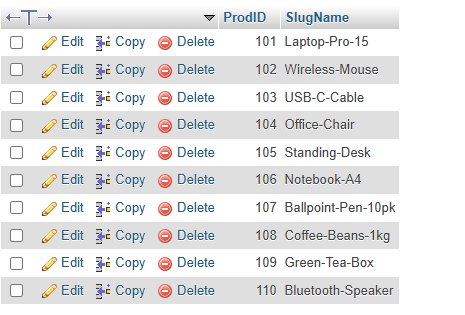 ProdID SlugName
Edit Copy Delete 101 Laptop-Pro-15
Edit Copy Delete 102 Wireless-Mouse
Edit Copy Delete 103 USB-C-Cable
Edit Copy Delete 104 Office-Chair
Edit Copy Delete 105 Standing-Desk
Edit Copy Delete 106 Notebook-A4
Edit Copy Delete 107 Ballpoint-Pen-10pk
Edit Copy Delete 108 Coffee-Beans-1kg
Edit Copy Delete 109 Green-Tea-Box
Edit Copy Delete 110 Bluetooth-Speaker